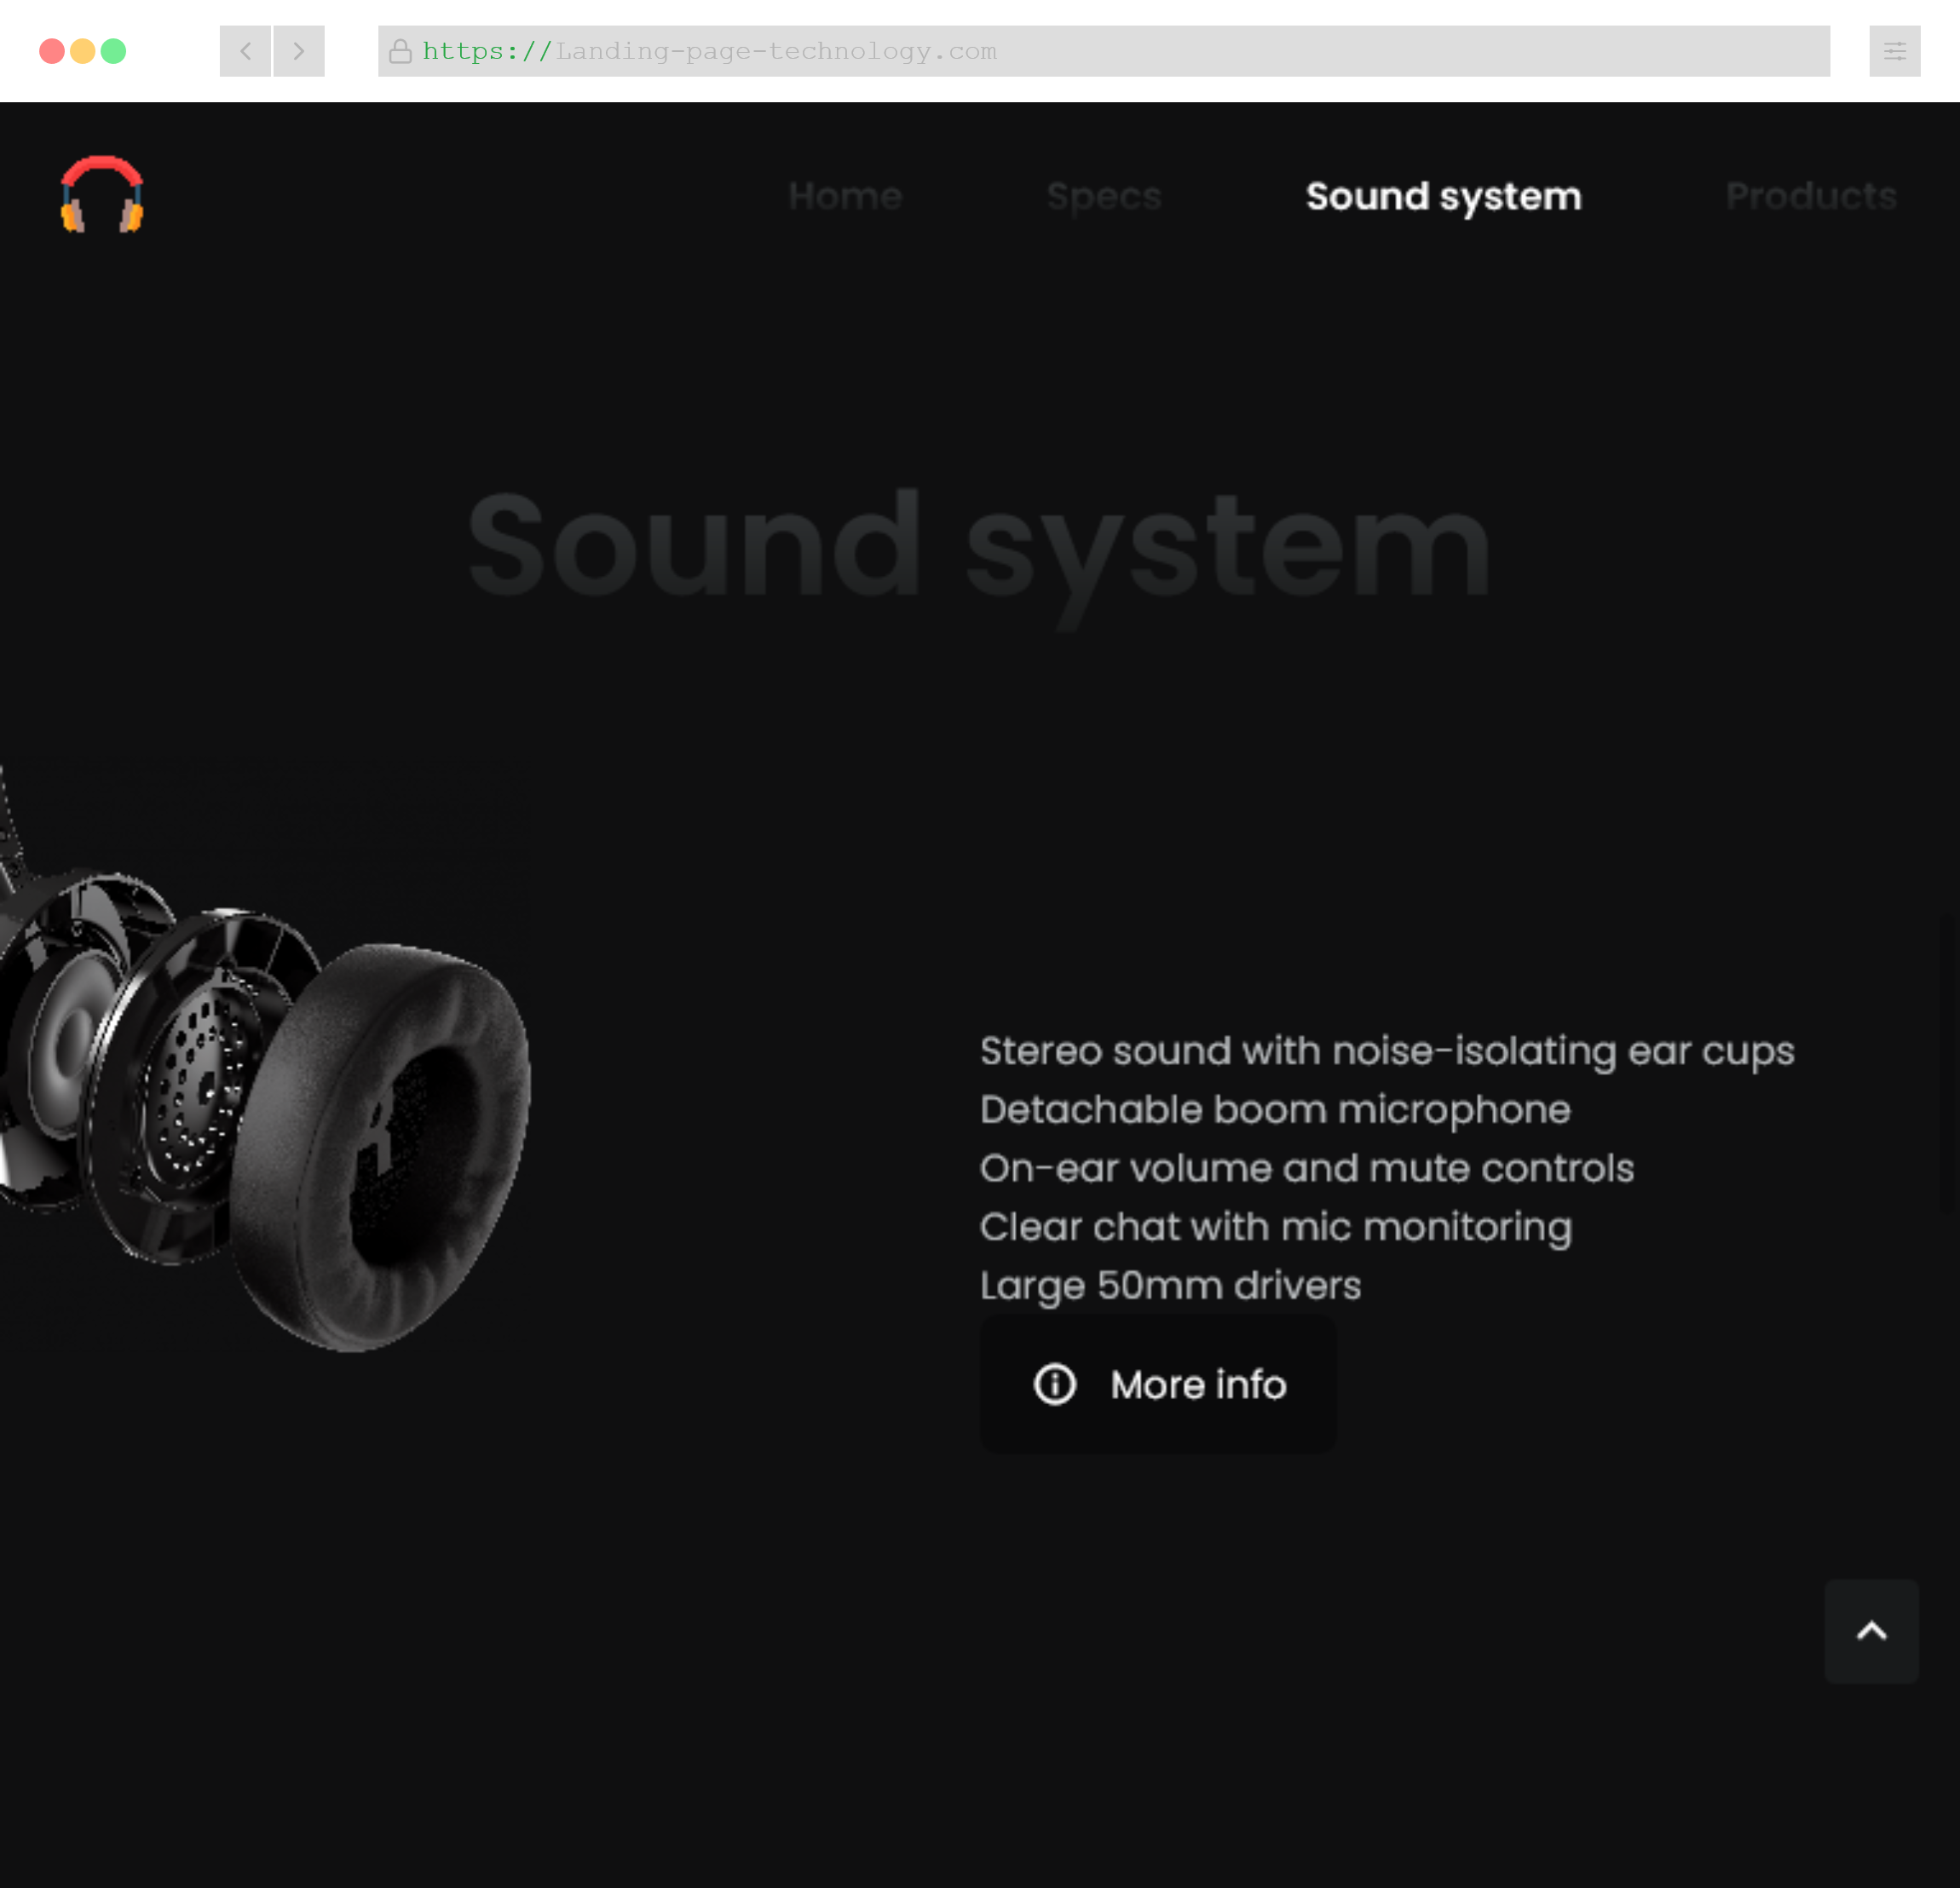 https://Landing-page-technology.com
Home Specs Sound system Products
Sound system
R
Stereo sound with noise-isolating ear cups
Detachable boom microphone
On-ear volume and mute controls
Clear chat with mic monitoring
Large 50mm drivers
More info